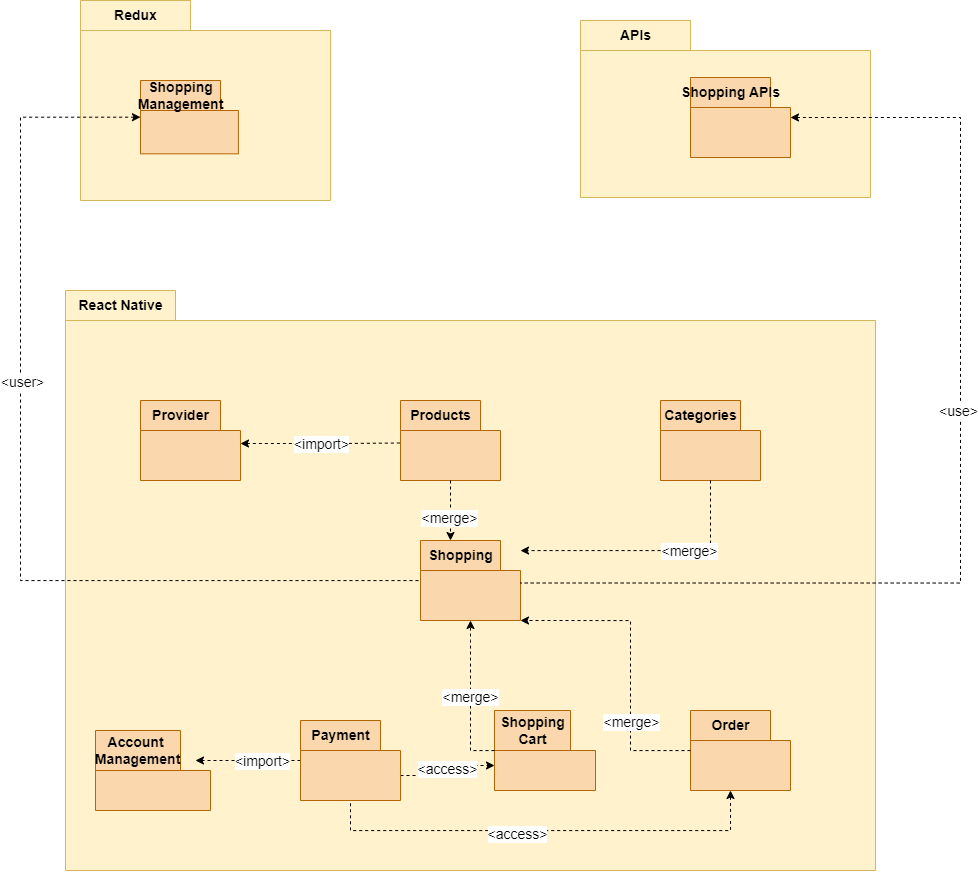 Redux
APIs
Shopping
Management
Shopping APIs
React Native
<user>
<use>
Provider
Products
Categories
<import>
<merge>
<merge>
Shopping
<merge>
<merge>
Account
Management
Payment
Shopping
Cart
Order
<import>
<access>
<access>